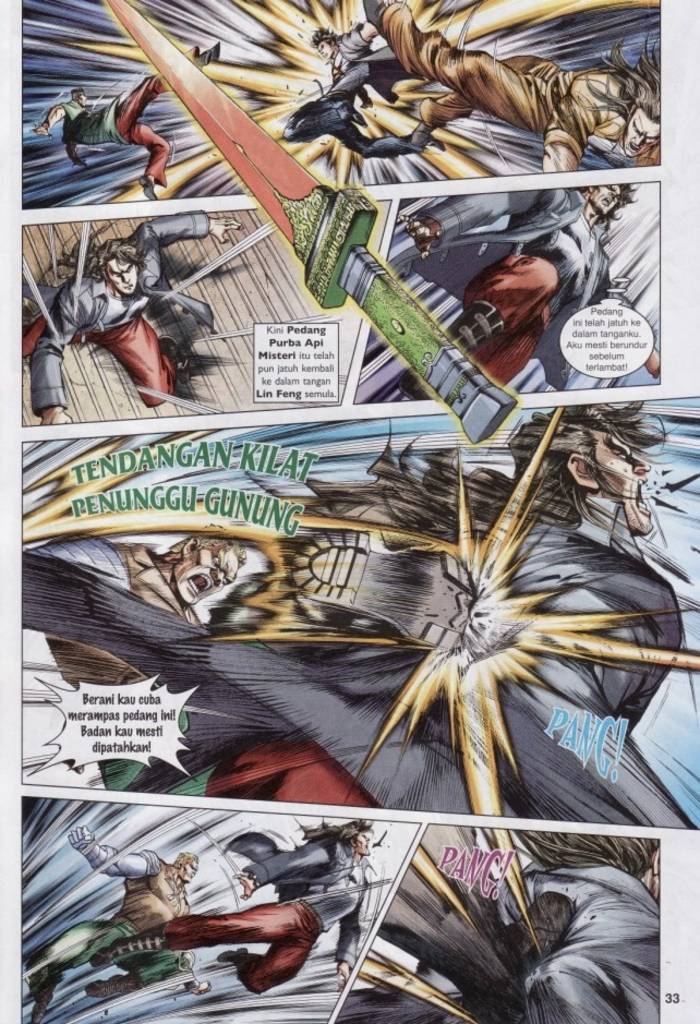 Kini Pedang
Purba Api
Misteri itu telah
pun jatuh kembali
ke dalam tangan
Lin Feng semula.
Pedang
ini telah jatuh ke
dalam tanganku.
Aku mesti berundur
sebelum
terlambat!
TENDANGAN KILAT
PENUNGGU GUNUNG
Berani kau cuba
merampas pedang ini!
Badan kau mesti
dipatahkan!
PANG!
PANG!
33